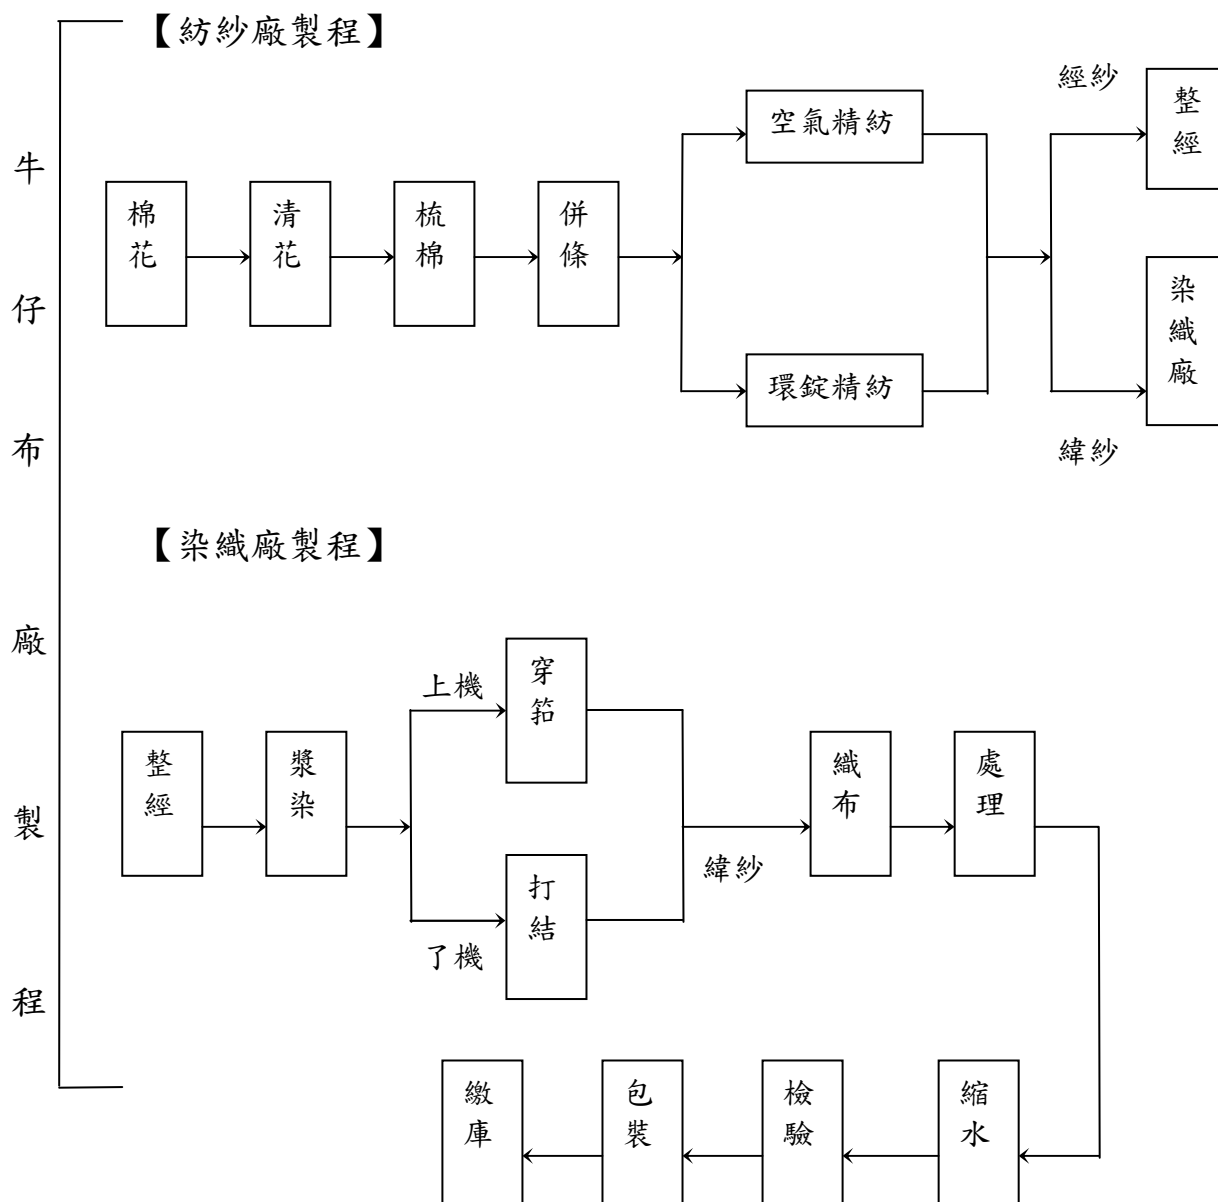 牛仔布廠製程
【紡紗廠製程】
棉花
清花
梳棉
併條
空氣精紡
環錠精紡
經紗
整經
緯紗
染織廠
【染織廠製程】
整經
漿染
上機
穿筘
了機
打結
緯紗
織布
處理
縮水
檢驗
包裝
繳庫